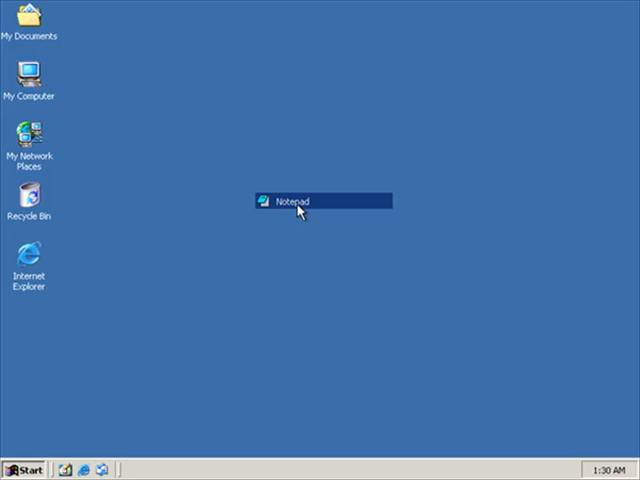 My Documents
My Computer
My Network
Places
Recycle Bin
Internet
Explorer
Notepad
Start
1:30 AM